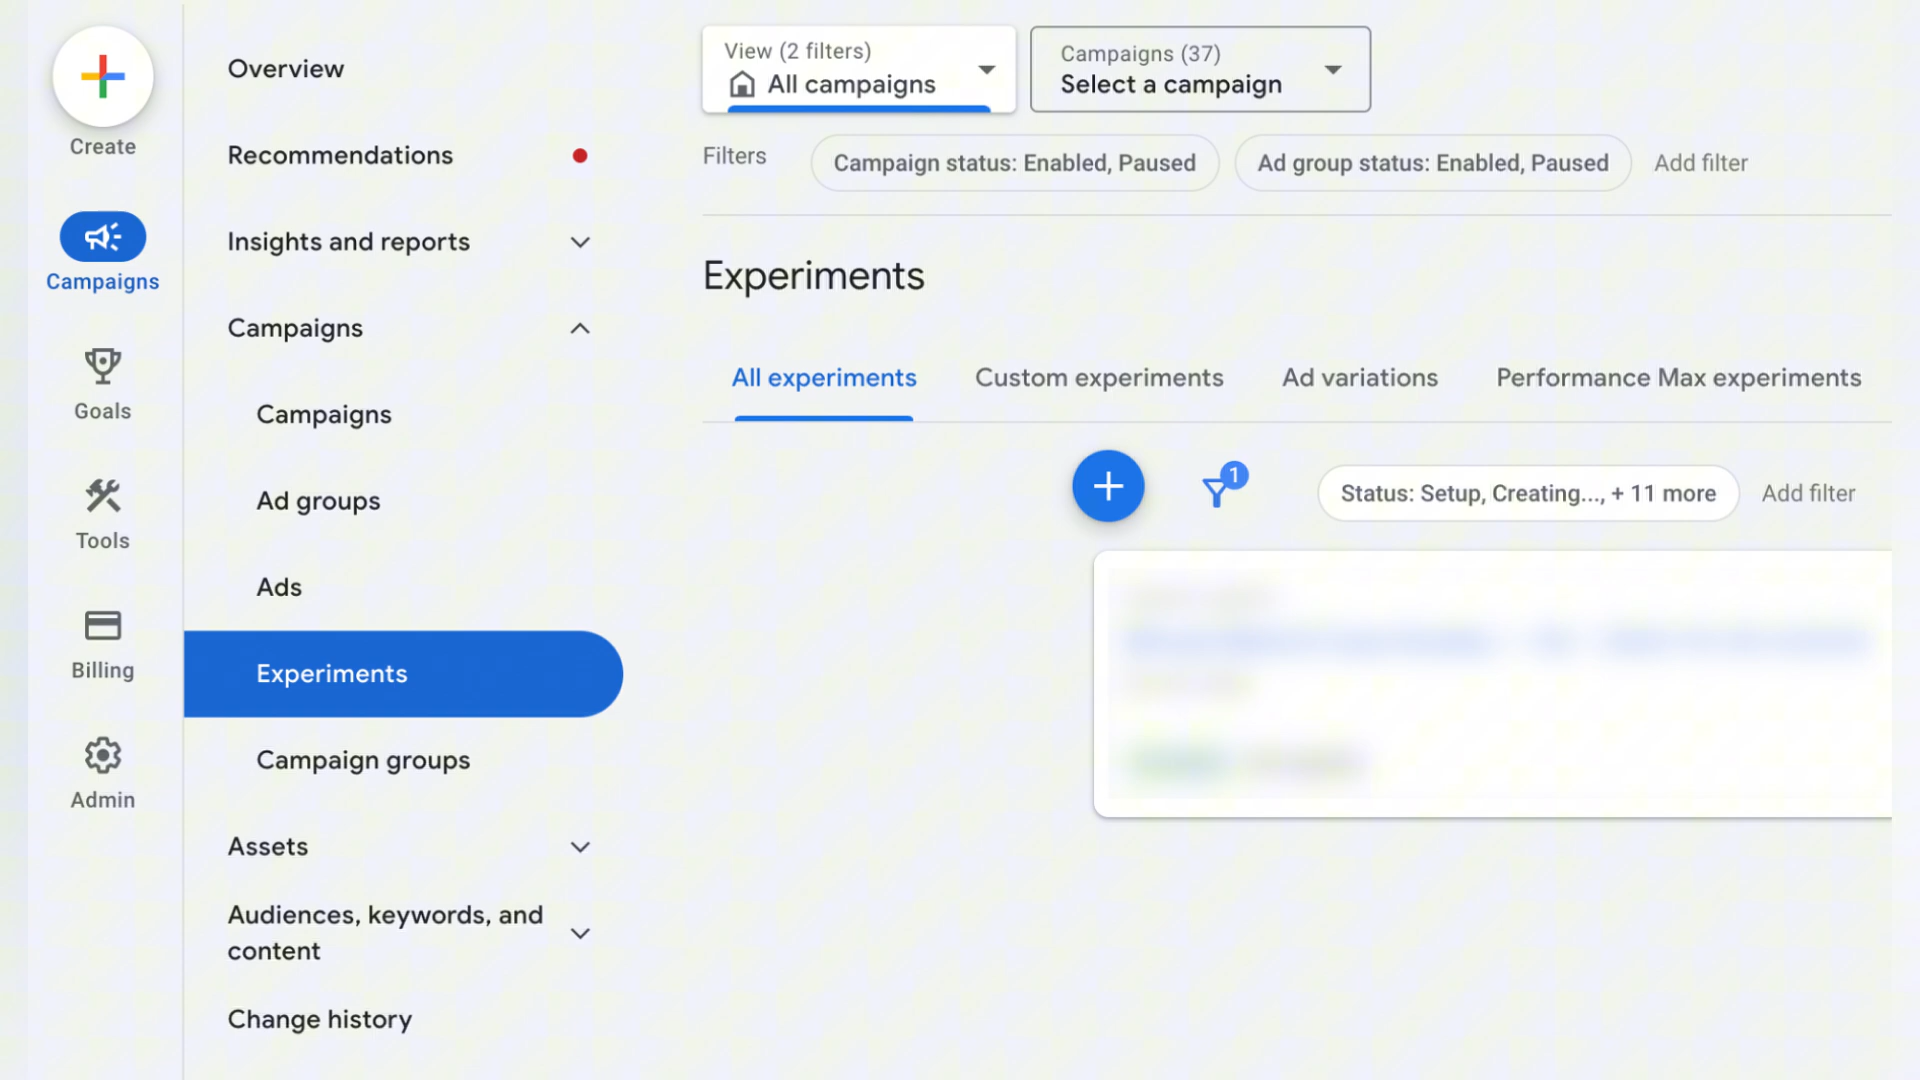 Create
Campaigns
Goals
Tools
Billing
Admin
Overview
Recommendations
Insights and reports
Campaigns
Campaigns
Ad groups
Ads
Experiments
Campaign groups
Assets
Audiences, keywords, and
content
Change history
View (2 filters)
All campaigns
Campaigns (37)
Select a campaign
Filters
Campaign status: Enabled, Paused
Ad group status: Enabled, Paused
Add filter
Experiments
All experiments
Custom experiments
Ad variations
Performance Max experiments
1
Status: Setup, Creating..., + 11 more
Add filter